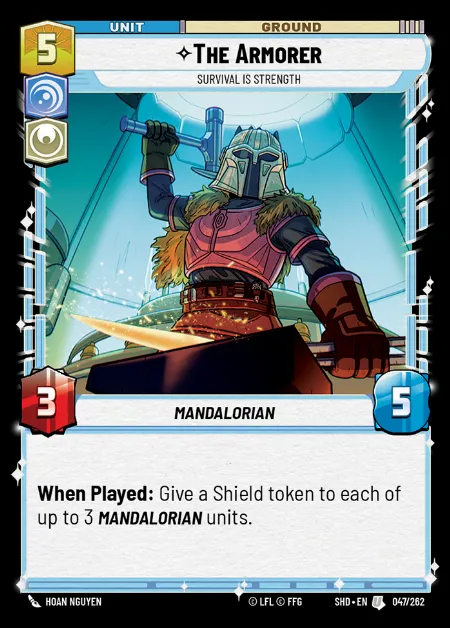 UNIT GROUND
5 THE ARMORER
SURVIVAL IS STRENGTH
3 MANDALORIAN 5
When Played: Give a Shield token to each of
up to 3 MANDALORIAN units.
HOAN NGUYEN © LFL © FFG SHD • EN 047/262